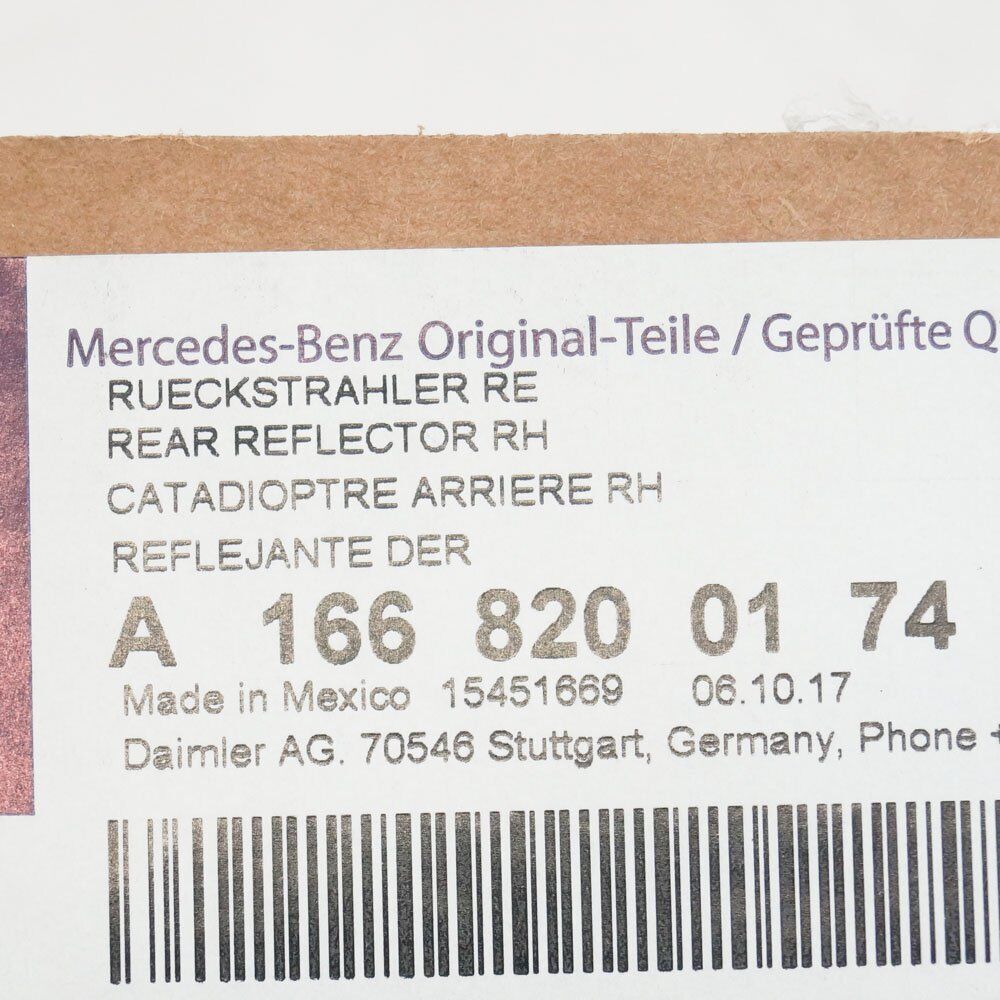 Mercedes-Benz Original-Teile / Geprüfte Q
RUECKSTRAHLER RE
REAR REFLECTOR RH
CATADIOPTRE ARRIERE RH
REFLEJANTE DER
A 166 820 01 74
Made in Mexico 15451669 06.10.17
Daimler AG. 70546 Stuttgart, Germany, Phone +